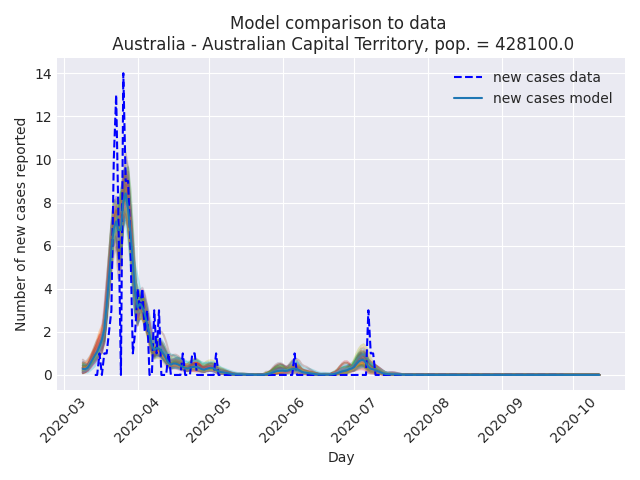 Model comparison to data
Australia - Australian Capital Territory, pop. = 428100.0
new cases data
new cases model
Number of new cases reported
14
12
10
8
6
4
2
0
2020-03
2020-04
2020-05
2020-06
2020-07
2020-08
2020-09
2020-10
Day